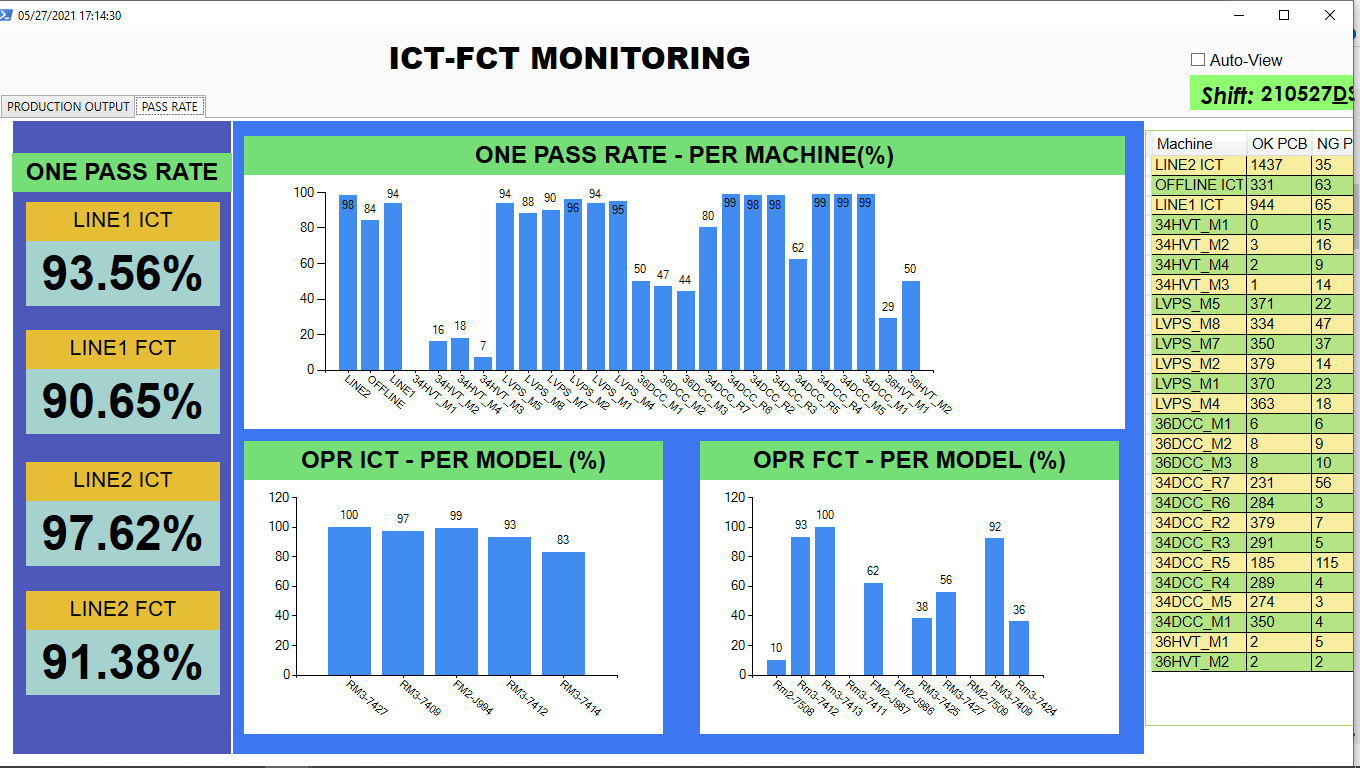 05/27/2021 17:14:30
ICT-FCT MONITORING
Auto-View
Shift: 210527DS
PRODUCTION OUTPUT PASS RATE
ONE PASS RATE
LINE1 ICT
93.56%
LINE1 FCT
90.65%
LINE2 ICT
97.62%
LINE2 FCT
91.38%
ONE PASS RATE - PER MACHINE(%)
100
80
60
40
20
0
98 84 94 16 18 7 94 88 90 96 94 95 50 47 44 80 99 98 98 62 99 99 99 29 50
LINE2 OFFLINE LINE1 34HVT_M1 34HVT_M2 34HVT_M4 34HVT_M3 LVPS_M5 LVPS_M8 LVPS_M7 LVPS_M2 LVPS_M1 LVPS_M4 36DCC_M1 36DCC_M2 36DCC_M3 34DCC_R7 34DCC_R6 34DCC_R2 34DCC_R3 34DCC_R5 34DCC_R4 34DCC_M5 34DCC_M1 36HVT_M1 36HVT_M2
OPR ICT - PER MODEL (%)
120
100
80
60
40
20
0
100 97 99 93 83
RM3-7427 RM3-7409 FM2-J994 RM3-7412 RM3-7414
OPR FCT - PER MODEL (%)
120
100
80
60
40
20
0
10 93 100 62 38 56 92 36
Rm2-7508 Rm3-7412 Rm3-7413 Rm3-7411 FM2-J987 FM2-J986 RM3-7425 RM3-7427 RM2-7509 RM3-7409 Rm3-7424
Machine OK PCB NG P
LINE2 ICT 1437 35
OFFLINE ICT 331 63
LINE1 ICT 944 65
34HVT_M1 0 15
34HVT_M2 3 16
34HVT_M4 2 9
34HVT_M3 1 14
LVPS_M5 371 22
LVPS_M8 334 47
LVPS_M7 350 37
LVPS_M2 379 14
LVPS_M1 370 23
LVPS_M4 363 18
36DCC_M1 6 6
36DCC_M2 8 9
36DCC_M3 8 10
34DCC_R7 231 56
34DCC_R6 284 3
34DCC_R2 379 7
34DCC_R3 291 5
34DCC_R5 185 115
34DCC_R4 289 4
34DCC_M5 274 3
34DCC_M1 350 4
36HVT_M1 2 5
36HVT_M2 2 2